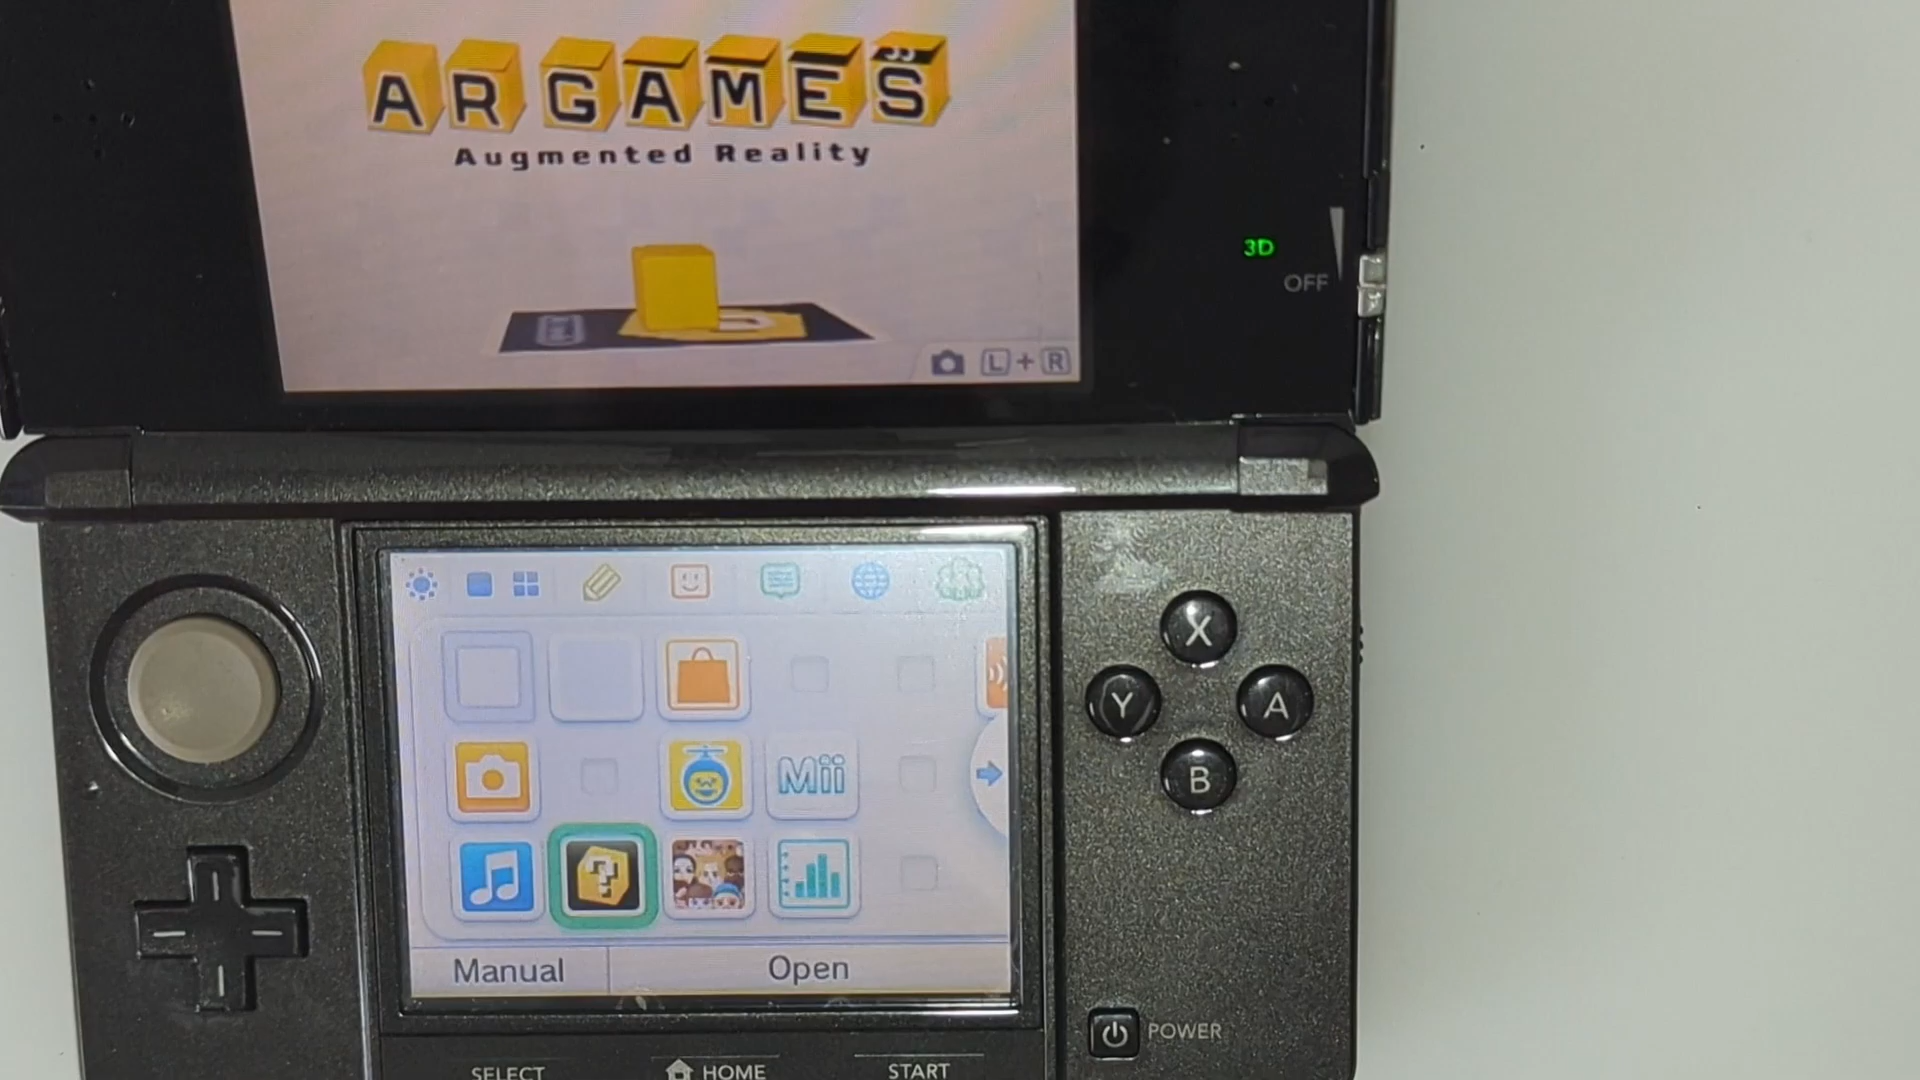 AR GAMES
Augmented Reality
3D
OFF
L + R
Mii
?
Manual
Open
X
Y
A
B
POWER
SELECT
HOME
START